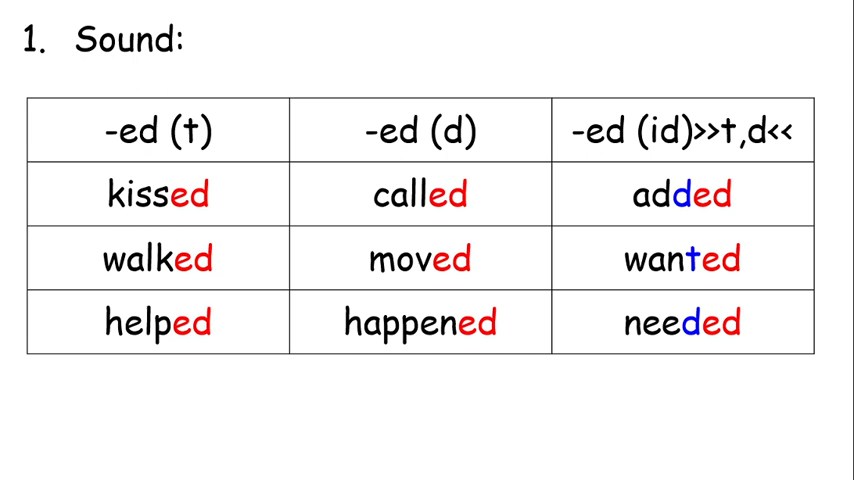 1. Sound:
-ed (t) -ed (d) -ed (id)>>t,d<<
kissed called added
walked moved wanted
helped happened needed